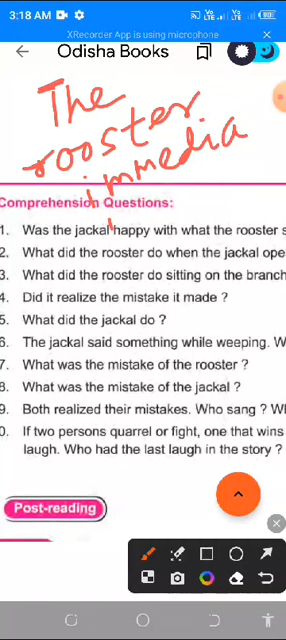 3:18 AM
XRecorder App is using microphone
Odisha Books
The
rooster
immedia
Comprehension Questions:
1. Was the jackal happy with what the rooster s
2. What did the rooster do when the jackal ope
3. What did the rooster do sitting on the branch
4. Did it realize the mistake it made ?
5. What did the jackal do ?
6. The jackal said something while weeping. W
7. What was the mistake of the rooster ?
8. What was the mistake of the jackal ?
9. Both realized their mistakes. Who sang ? Wh
0. If two persons quarrel or fight, one that wins
laugh. Who had the last laugh in the story ?
Post-reading